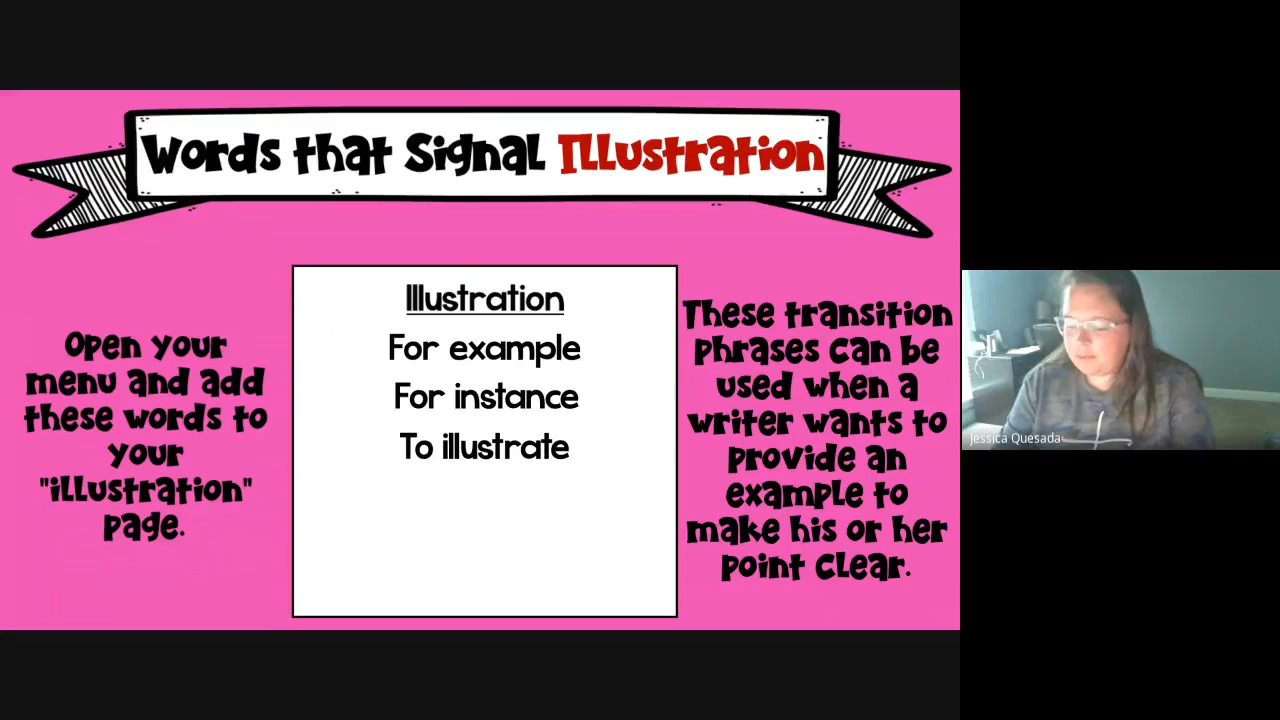 Words that Signal Illustration
Open your
menu and add
these words to
your
"illustration"
page.
Illustration
For example
For instance
To illustrate
These transition
phrases can be
used when a
writer wants to
provide an
example to
make his or her
point clear.
Jessica Quesada